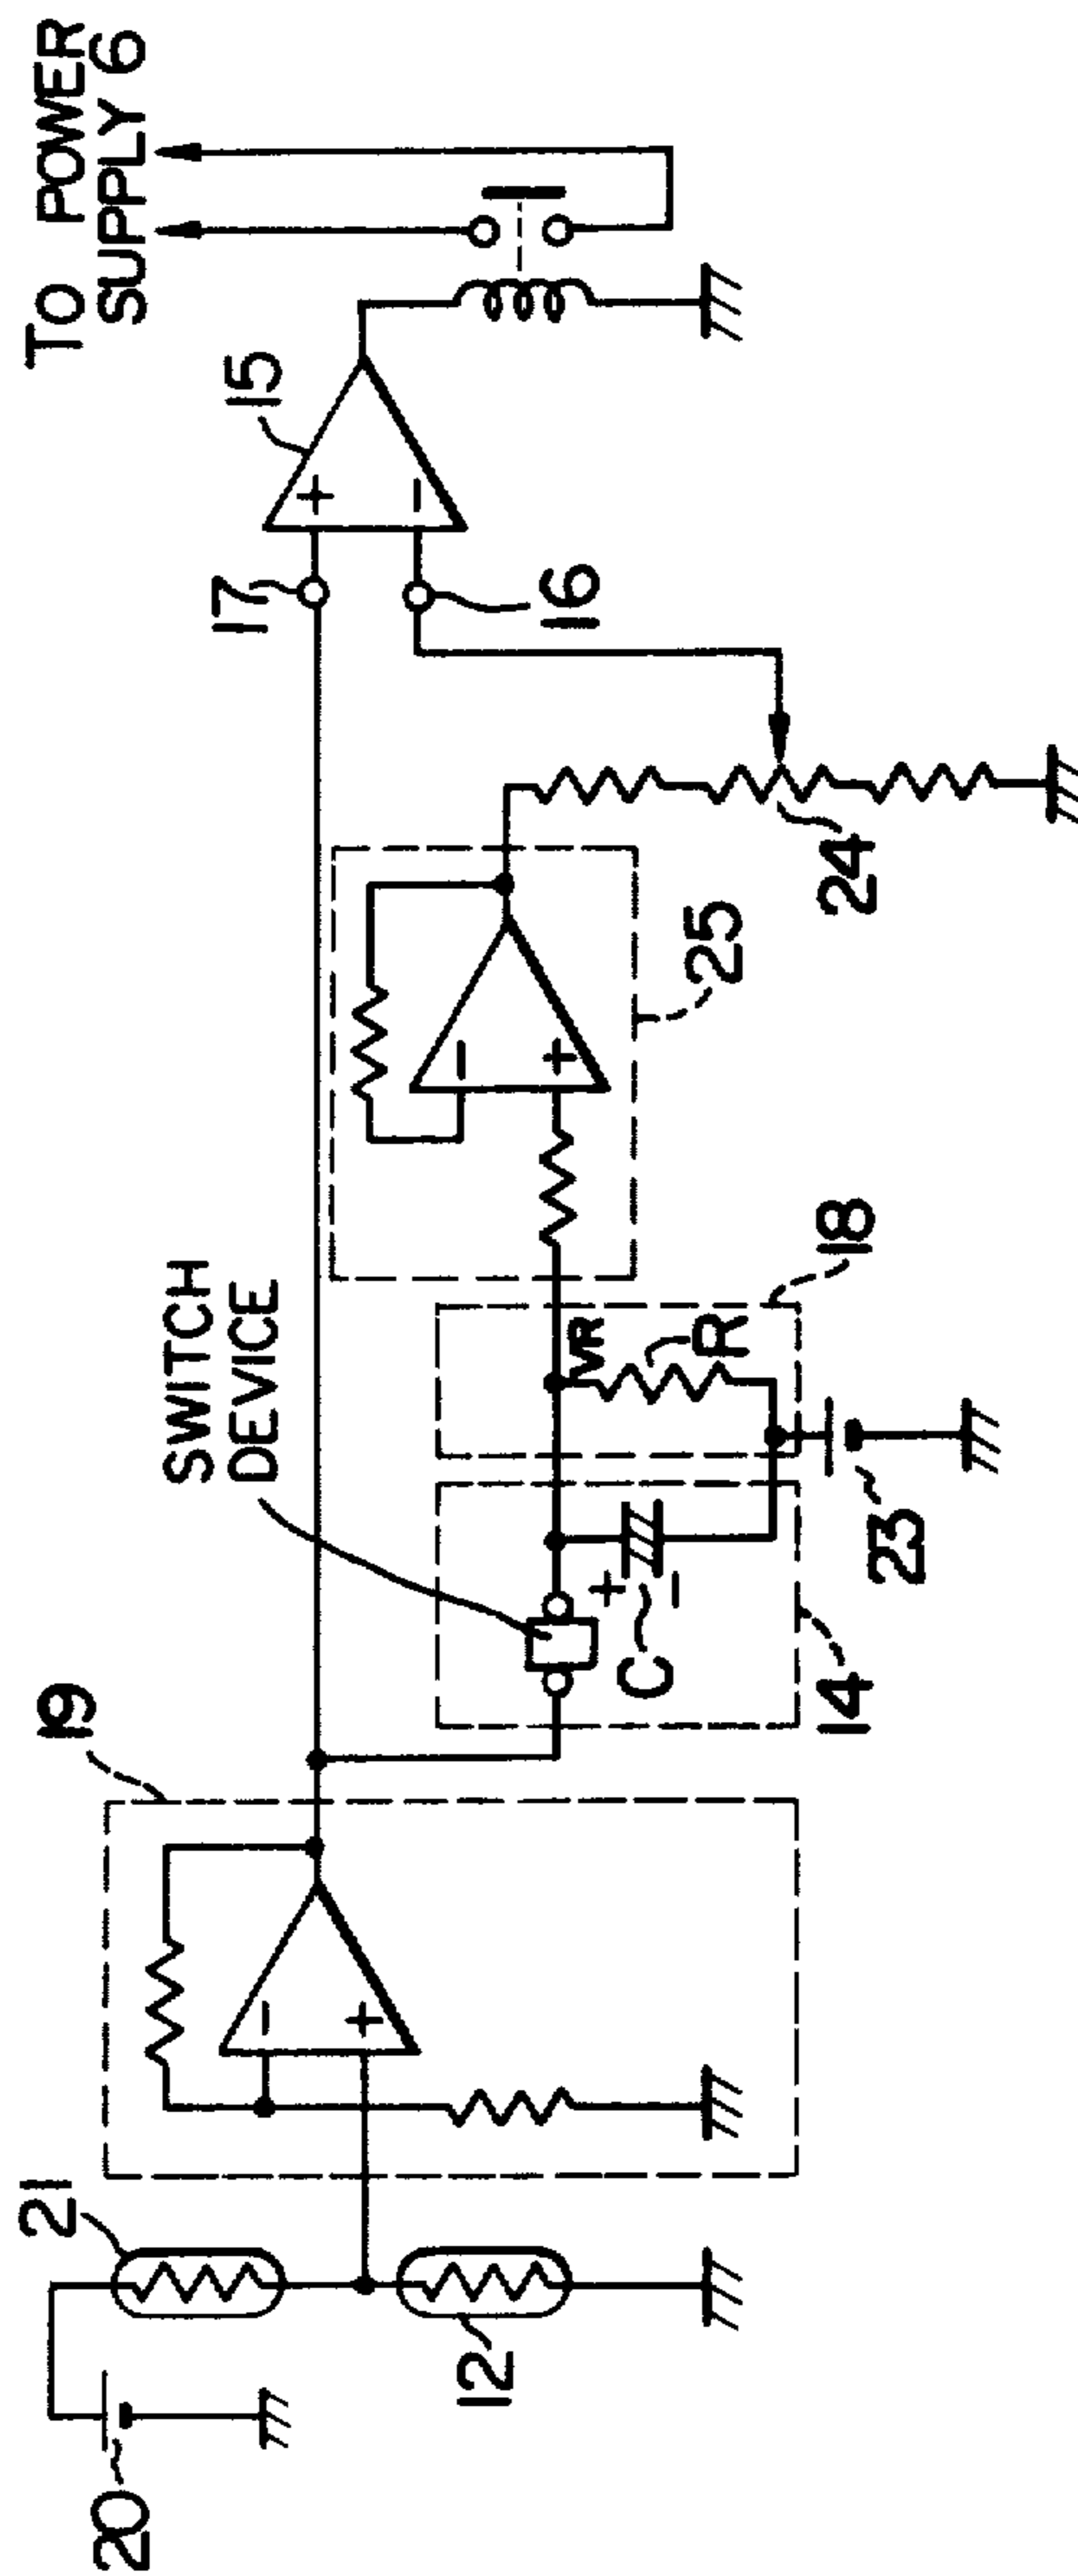 TO POWER
SUPPLY 6
15
17
16
24
25
SWITCH
DEVICE
18
VR
R
19
+
-
C
14
23
21
12
20
-
+
-
+
+
-